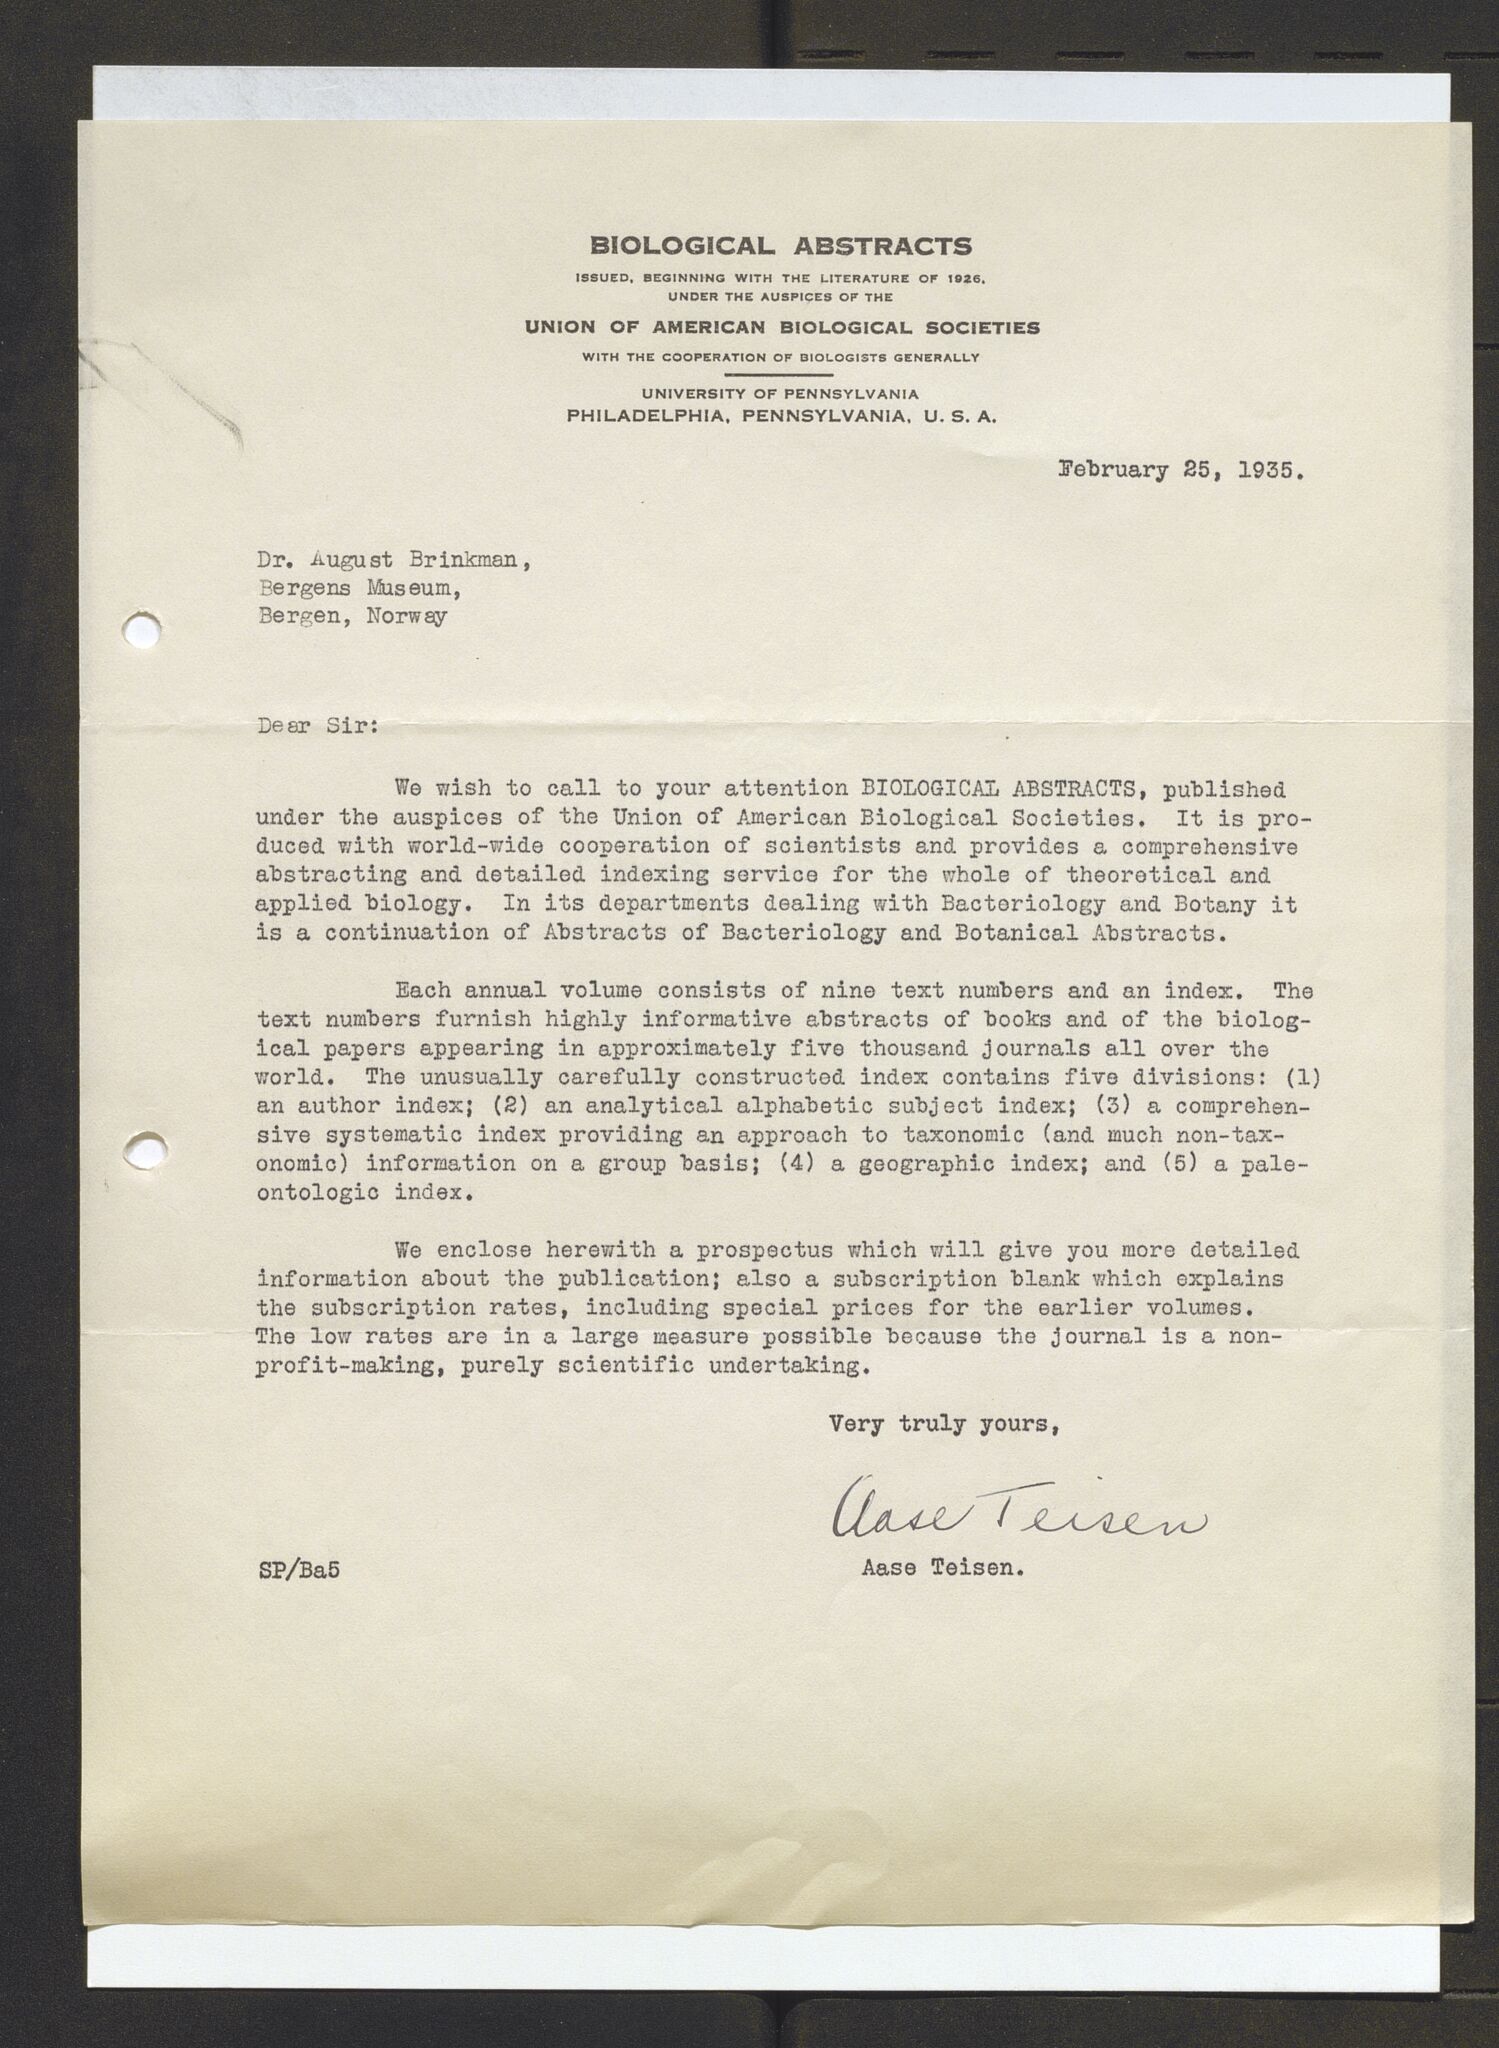 BIOLOGICAL ABSTRACTS
ISSUED, BEGINNING WITH THE LITERATURE OF 1926,
UNDER THE AUSPICES OF THE
UNION OF AMERICAN BIOLOGICAL SOCIETIES
WITH THE COOPERATION OF BIOLOGISTS GENERALLY
UNIVERSITY OF PENNSYLVANIA
PHILADELPHIA, PENNSYLVANIA, U. S. A.
February 25, 1935.
Dr. August Brinkman,
Bergens Museum,
Bergen, Norway
Dear Sir:
We wish to call to your attention BIOLOGICAL ABSTRACTS, published
under the auspices of the Union of American Biological Societies. It is pro-
duced with world-wide cooperation of scientists and provides a comprehensive
abstracting and detailed indexing service for the whole of theoretical and
applied biology. In its departments dealing with Bacteriology and Botany it
is a continuation of Abstracts of Bacteriology and Botanical Abstracts.
Each annual volume consists of nine text numbers and an index. The
text numbers furnish highly informative abstracts of books and of the biolog-
ical papers appearing in approximately five thousand journals all over the
world. The unusually carefully constructed index contains five divisions: (1)
an author index; (2) an analytical alphabetic subject index; (3) a comprehen-
sive systematic index providing an approach to taxonomic (and much non-tax-
onomic) information on a group basis; (4) a geographic index; and (5) a pale-
ontologic index.
We enclose herewith a prospectus which will give you more detailed
information about the publication; also a subscription blank which explains
the subscription rates, including special prices for the earlier volumes.
The low rates are in a large measure possible because the journal is a non-
profit-making, purely scientific undertaking.
Very truly yours,
Aase Teisen
SP/Ba5
Aase Teisen.